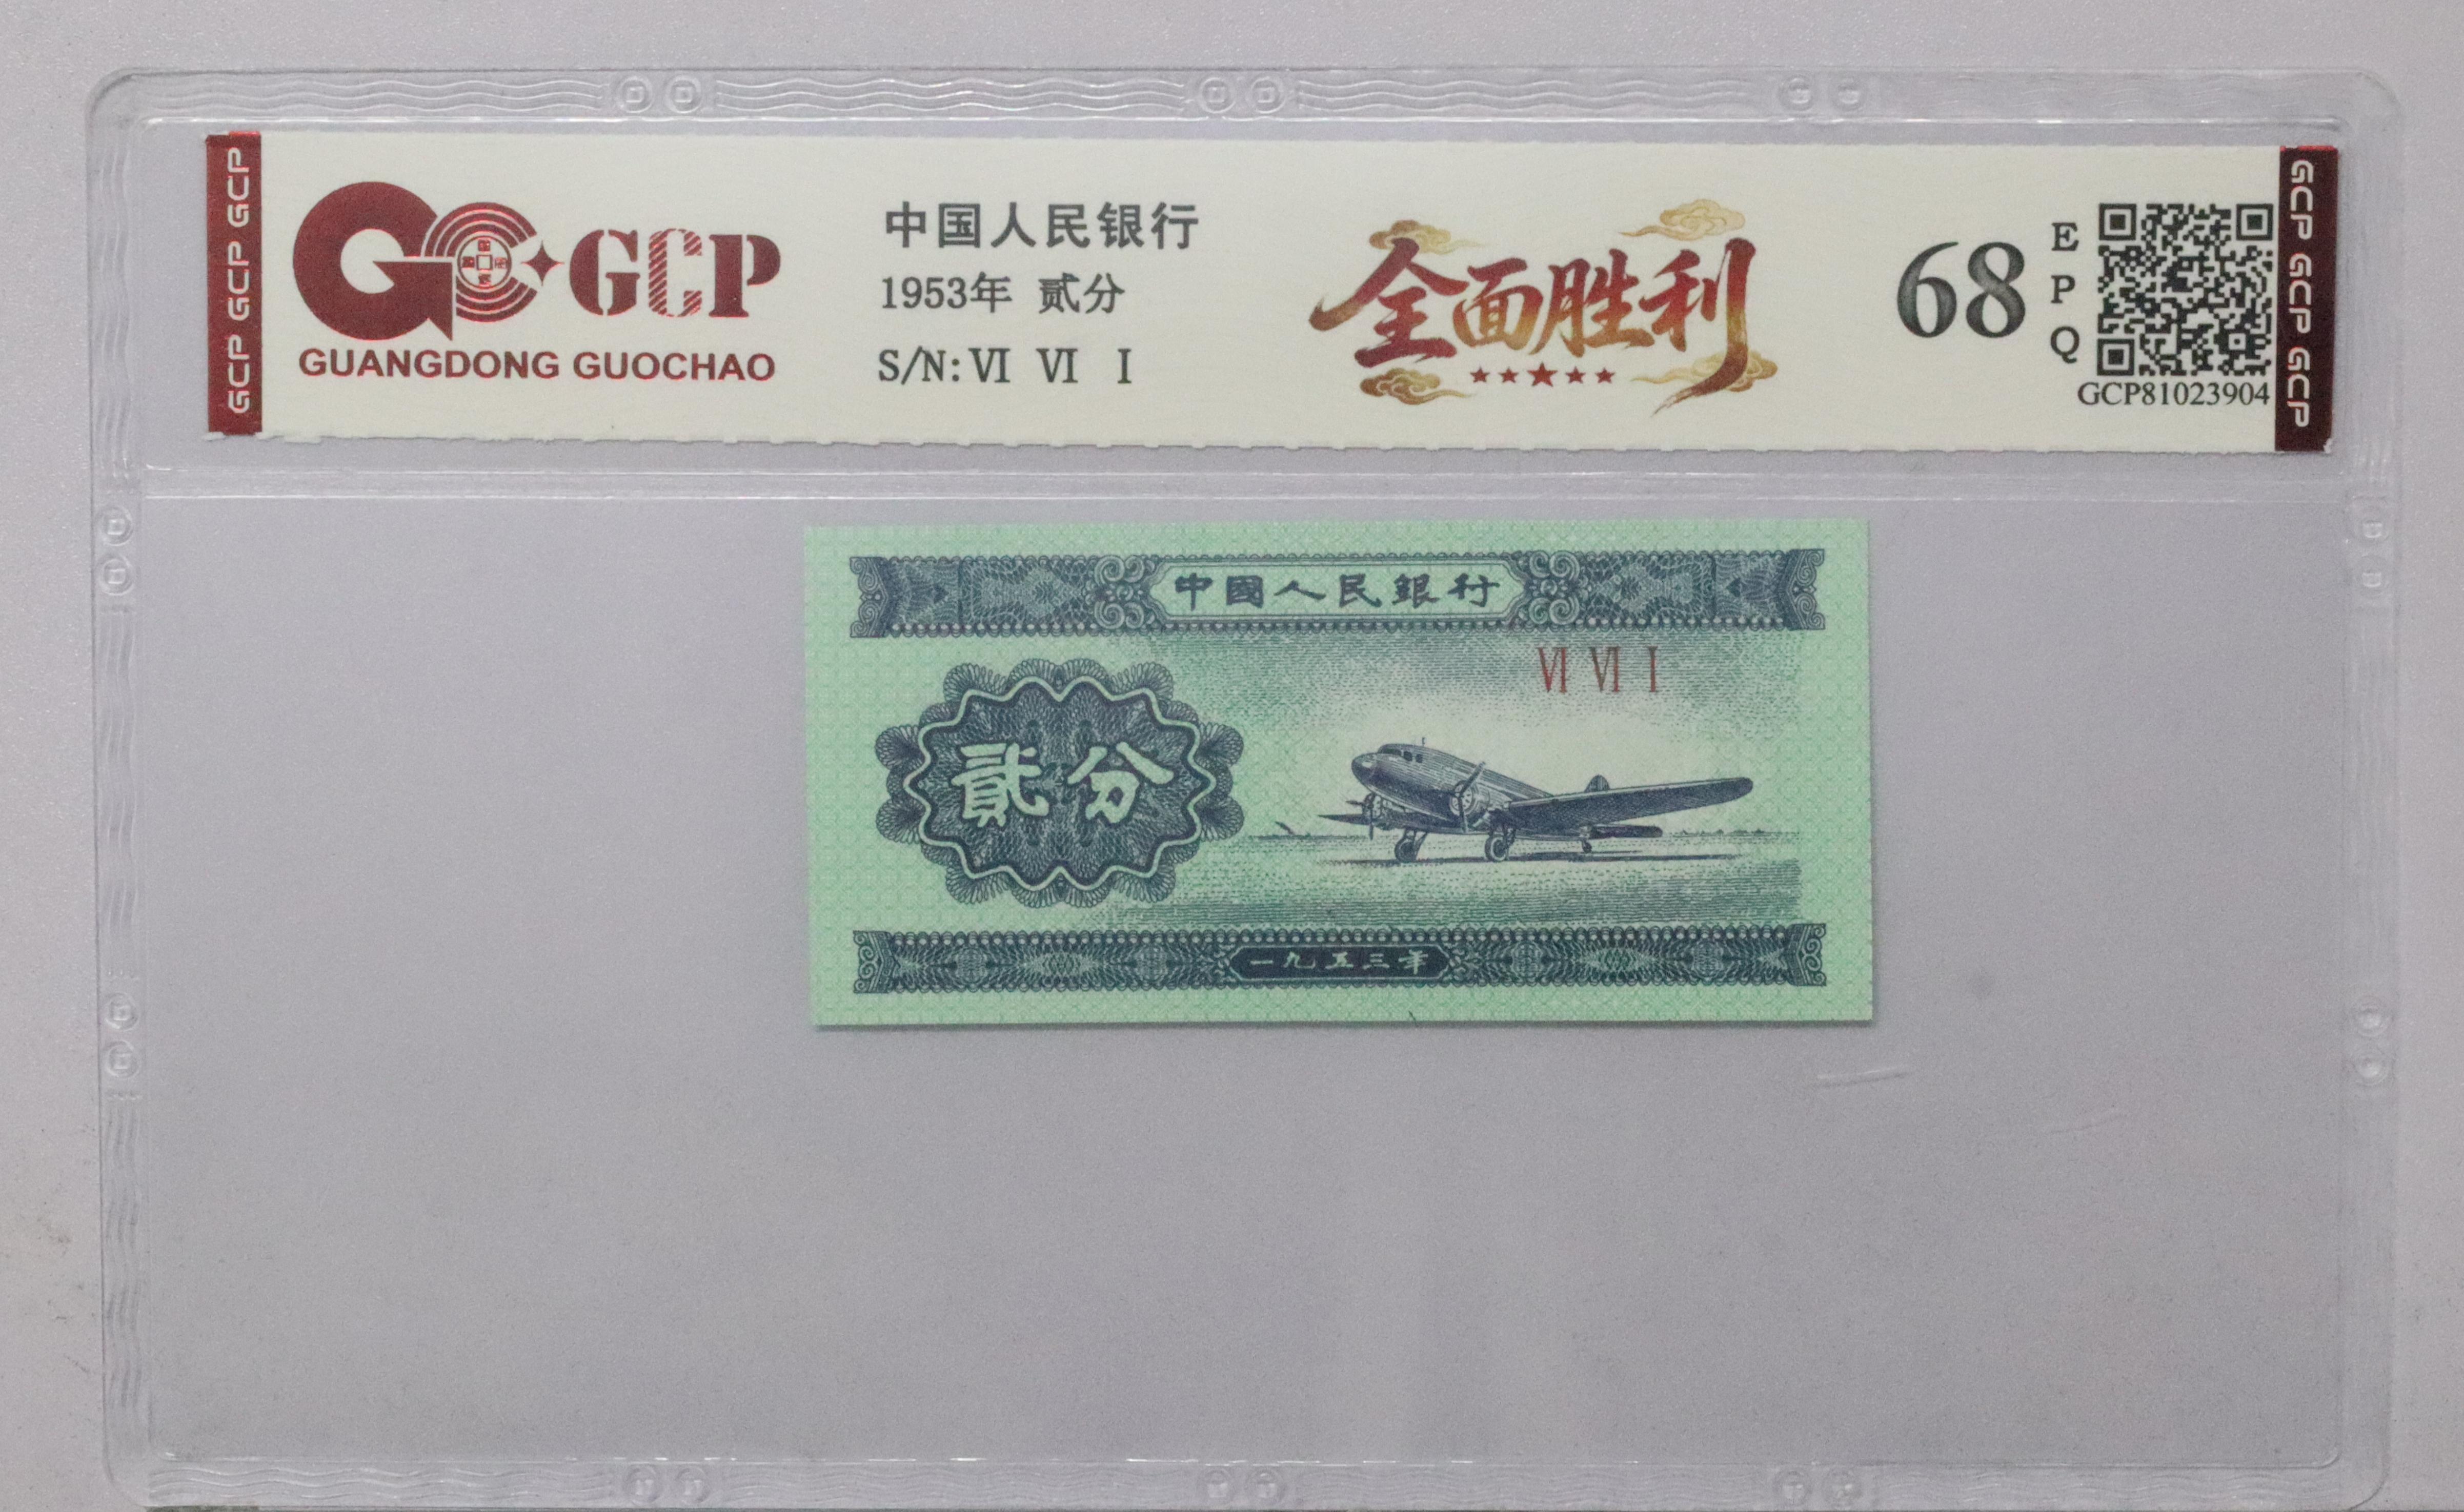 GCP GCP GCP
GCP
GUANGDONG GUOCHAO
中国人民银行
1953年 贰分
S/N: VI VI I
全面胜利
68
E
P
Q
GCP81023904
GCP GCP GCP
中國人民銀行
VI VI I
貳分
一九五三年